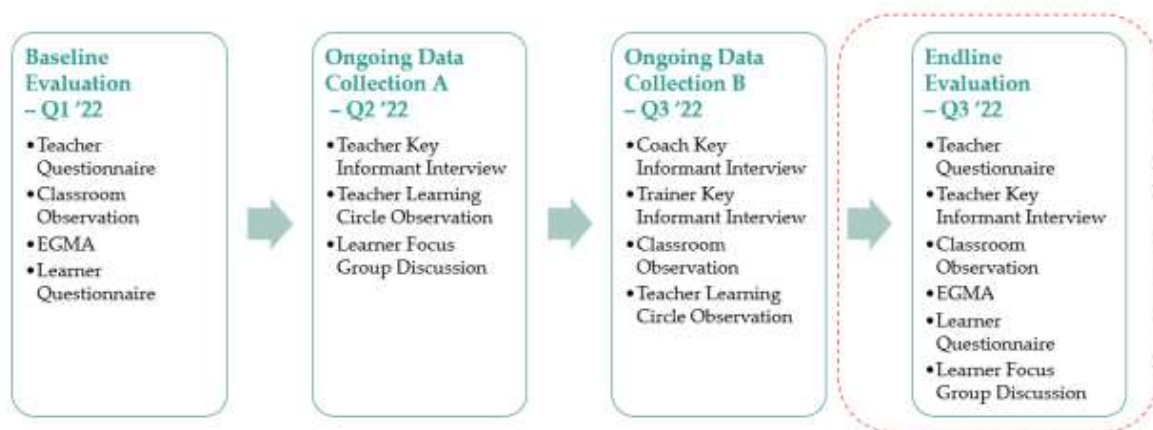 Baseline
Evaluation
– Q1 '22
•Teacher
Questionnaire
•Classroom
Observation
•EGMA
•Learner
Questionnaire
Ongoing Data
Collection A
– Q2 '22
•Teacher Key
Informant Interview
•Teacher Learning
Circle Observation
•Learner Focus
Group Discussion
Ongoing Data
Collection B
– Q3 '22
•Coach Key
Informant Interview
•Trainer Key
Informant Interview
•Classroom
Observation
•Teacher Learning
Circle Observation
Endline
Evaluation
– Q3 '22
•Teacher
Questionnaire
•Teacher Key
Informant Interview
•Classroom
Observation
•EGMA
•Learner
Questionnaire
•Learner Focus
Group Discussion